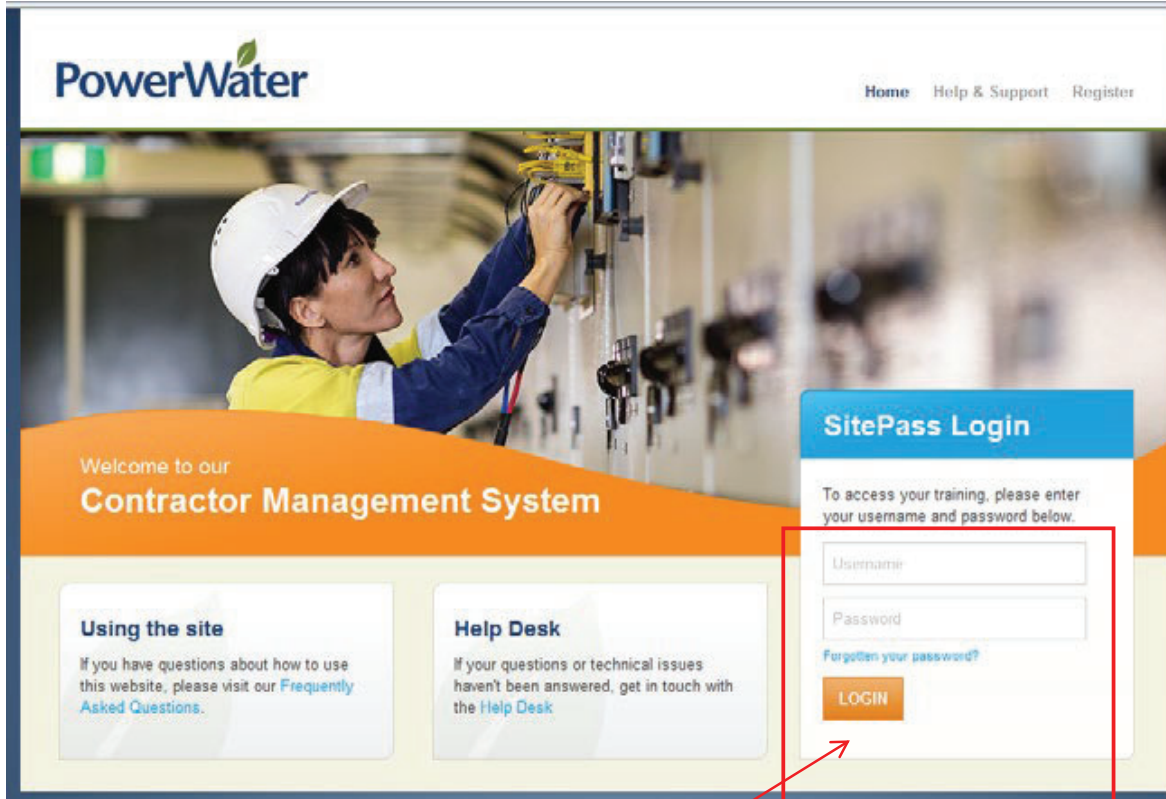 PowerWater
Home Help & Support Register
Welcome to our
Contractor Management System
SitePass Login
To access your training, please enter
your username and password below.
Username
Password
Forgotten your password?
LOGIN
Using the site
If you have questions about how to use
this website, please visit our Frequently
Asked Questions.
Help Desk
If your questions or technical issues
haven't been answered, get in touch with
the Help Desk